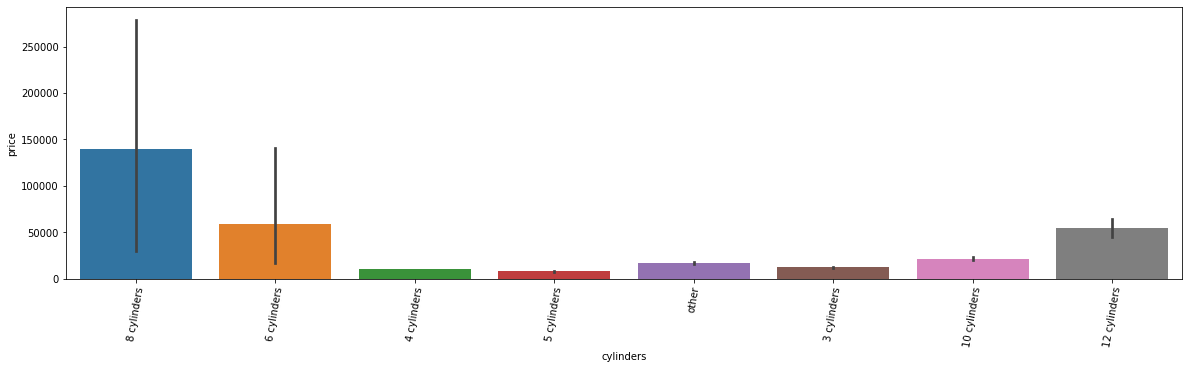 250000
200000
150000
100000
50000
0
price
8 cylinders
6 cylinders
4 cylinders
5 cylinders
other
3 cylinders
10 cylinders
12 cylinders
cylinders